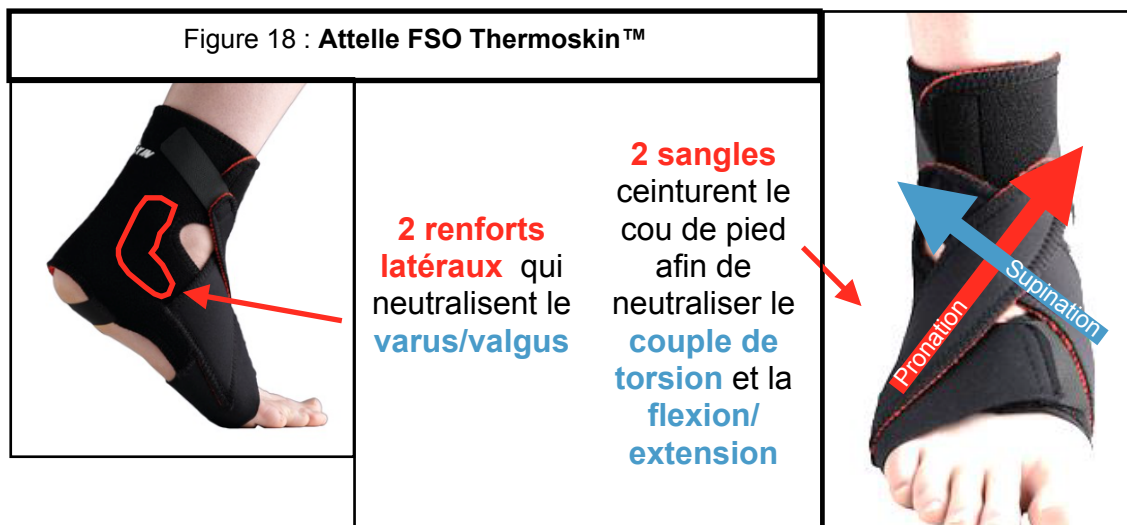 Figure 18 : Attelle FSO Thermoskin™
2 renforts
latéraux qui
neutralisent le
varus/valgus
2 sangles
ceinturent le
cou de pied
afin de
neutraliser le
couple de
torsion et la
flexion/
extension
Pronation
Supination